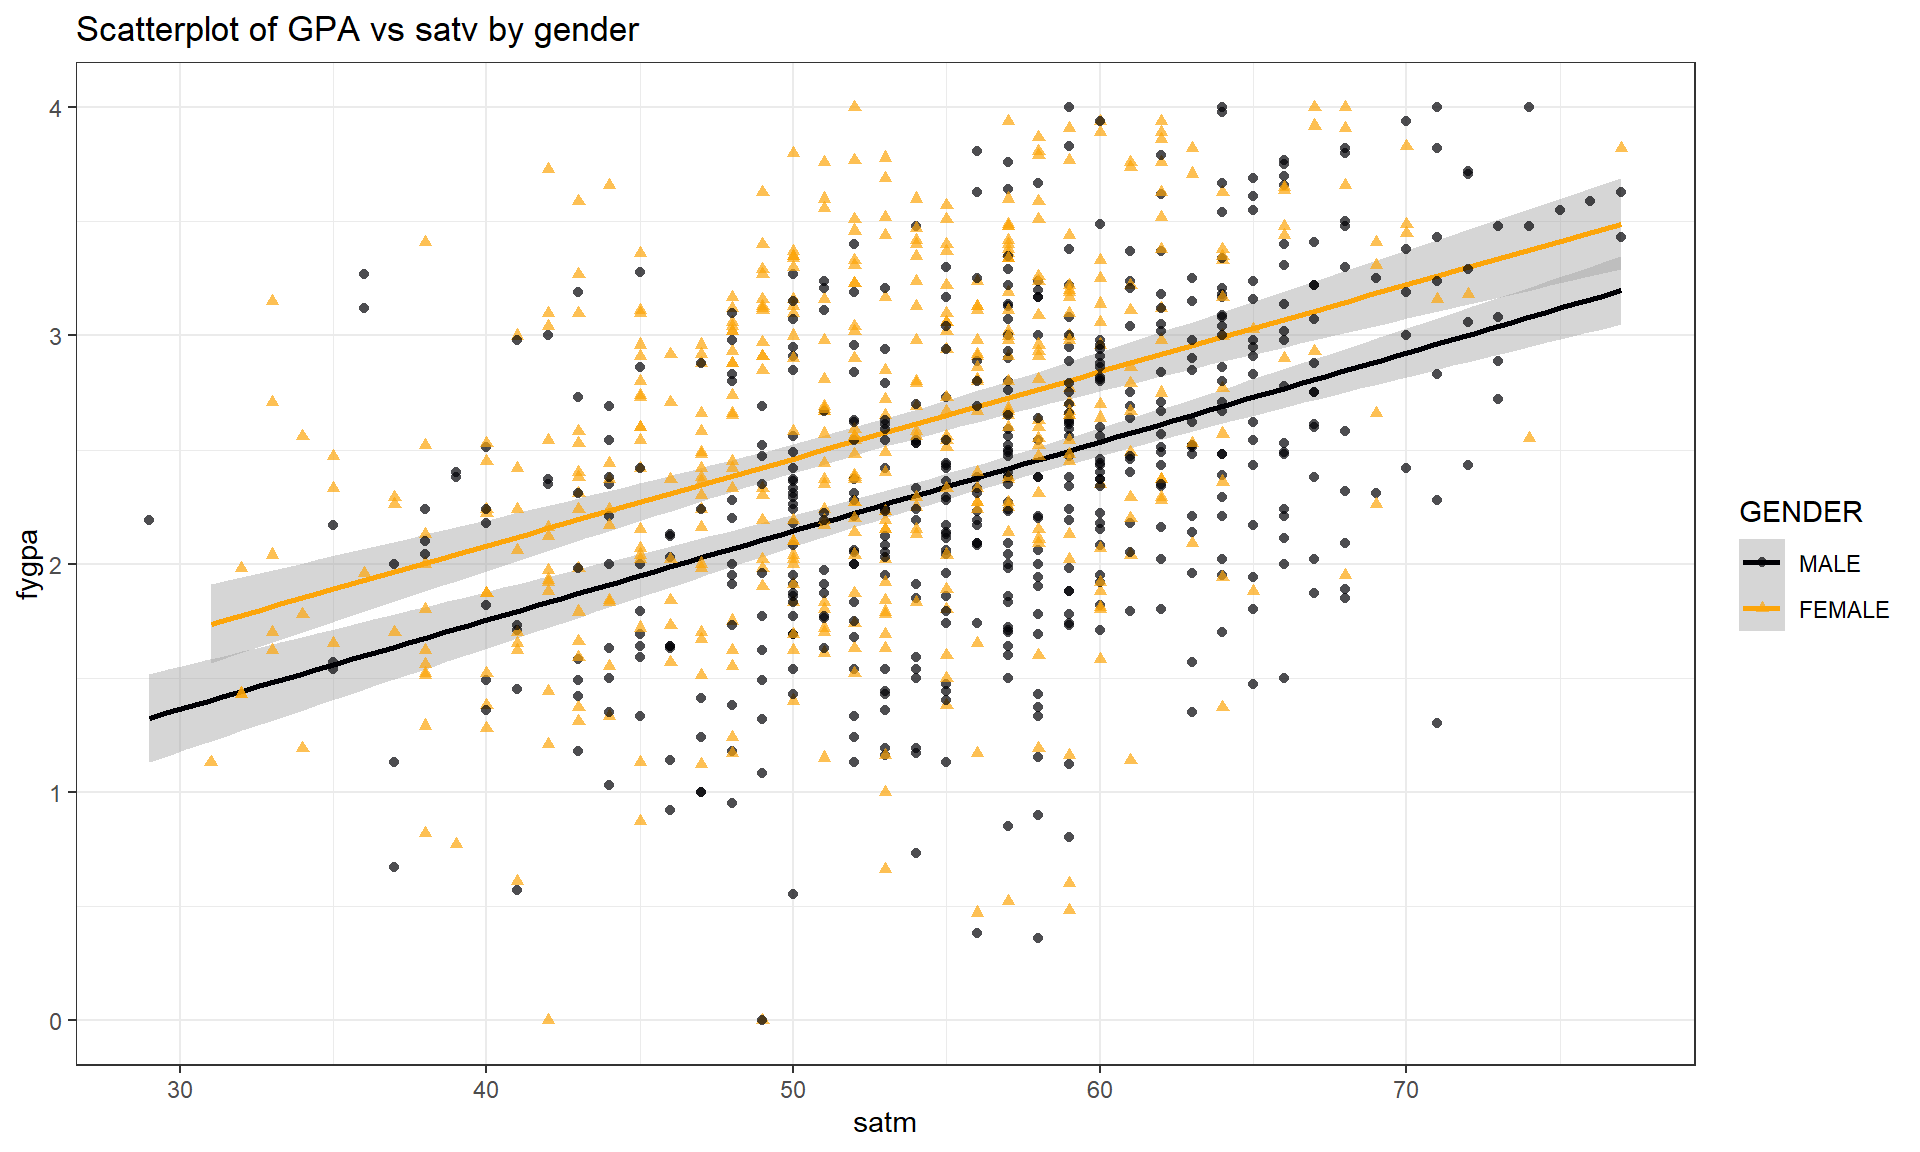 Scatterplot of GPA vs satv by gender
4
3
2
1
0
fygpa
30 40 50 60 70
satm
GENDER
MALE
FEMALE